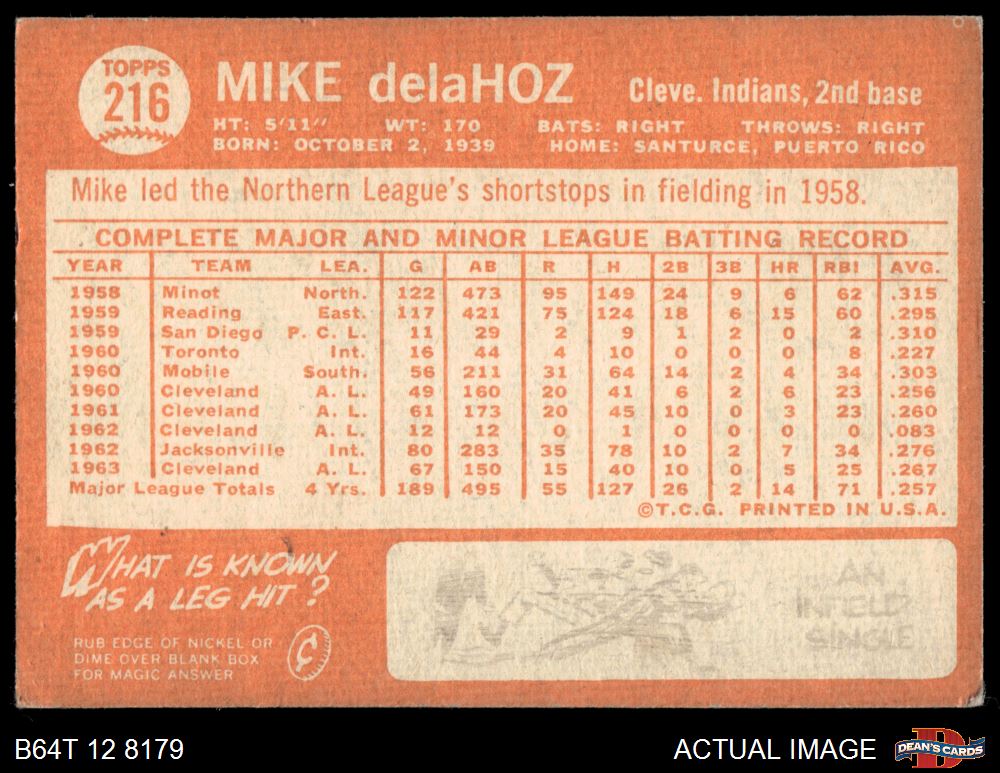 TOPPS
216
MIKE delaHOZ
Cleve. Indians, 2nd base
HT: 5'11" WT: 170 BATS: RIGHT THROWS: RIGHT
BORN: OCTOBER 2, 1939 HOME: SANTURCE, PUERTO RICO
Mike led the Northern League's shortstops in fielding in 1958.
COMPLETE MAJOR AND MINOR LEAGUE BATTING RECORD
YEAR TEAM LEA. G AB R H 2B 3B HR RBI AVG.
1958 Minot North. 122 473 95 149 24 9 6 62 .315
1959 Reading East. 117 421 75 124 18 6 15 60 .295
1959 San Diego P. C. L. 11 29 2 9 1 2 0 2 .310
1960 Toronto Int. 16 44 4 10 0 0 0 8 .227
1960 Mobile South. 56 211 31 64 14 2 4 34 .303
1960 Cleveland A. L. 49 160 20 41 6 2 6 23 .256
1961 Cleveland A. L. 61 173 20 45 10 0 3 23 .260
1962 Cleveland A. L. 12 12 0 1 0 0 0 0 .083
1962 Jacksonville Int. 80 283 35 78 10 2 7 34 .276
1963 Cleveland A. L. 67 150 15 40 10 0 5 25 .267
Major League Totals 4 Yrs. 189 495 55 127 26 2 14 71 .257
©T.C.G. PRINTED IN U.S.A.
WHAT IS KNOWN
AS A LEG HIT?
RUB EDGE OF NICKEL OR
DIME OVER BLANK BOX
FOR MAGIC ANSWER
¢
AN
INFIELD
SINGLE
B64T 12 8179
ACTUAL IMAGE
DEAN'S CARDS